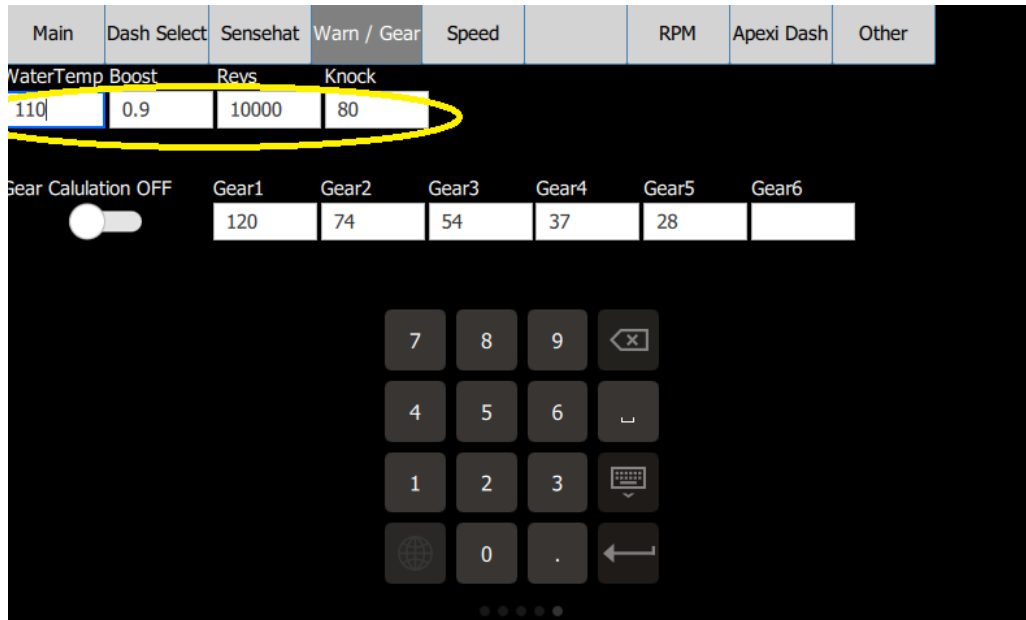 Main Dash Select Sensehat Warn / Gear Speed RPM Apexi Dash Other
WaterTemp Boost Revs Knock
110 0.9 10000 80
Gear Calulation OFF Gear1 Gear2 Gear3 Gear4 Gear5 Gear6
120 74 54 37 28
7 8 9
4 5 6
1 2 3
0 .